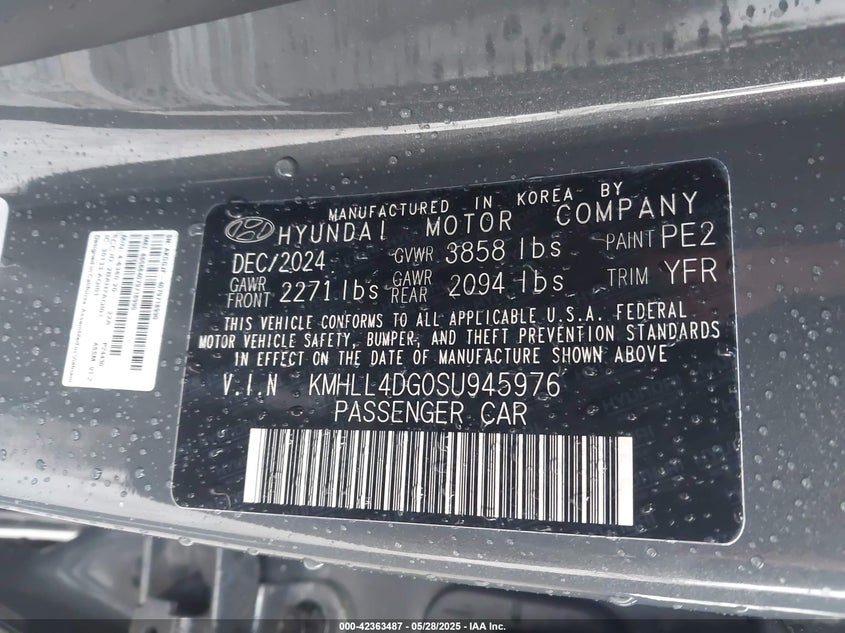 MANUFACTURED IN KOREA BY
HYUNDAI MOTOR COMPANY
DEC/2024 GVWR 3858 lbs PAINT PE2
GAWR FRONT 2271 lbs GAWR REAR 2094 lbs TRIM YFR
THIS VEHICLE CONFORMS TO ALL APPLICABLE U.S.A. FEDERAL
MOTOR VEHICLE SAFETY, BUMPER, AND THEFT PREVENTION STANDARDS
IN EFFECT ON THE DATE OF MANUFACTURE SHOWN ABOVE
V.I.N KMHLL4DG0SU945976
PASSENGER CAR
000-42363487 - 05/28/2025 - IAA Inc.